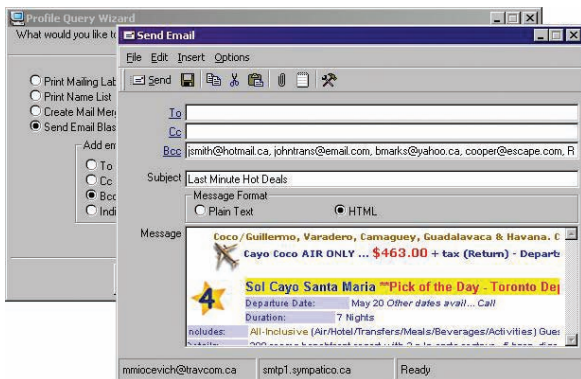 Profile Query Wizard
What would you like t
Print Mailing Lab
Print Name List
Create Mail Mer
Send Email Blas
Add em
To
Cc
Bcc
Indi
Send Email
File Edit Insert Options
Send
To
Cc
Bcc jsmith@hotmail.ca, johntrans@email.com, bmarks@yahoo.ca, cooper@escape.com, R
Subject Last Minute Hot Deals
Message Format
Plain Text HTML
Message
Coco/Guillermo, Varadero, Camaguey, Guadalavaca & Havana. C
Cayo Coco AIR ONLY ... $463.00 + tax (Return) - Departs
4 Sol Cayo Santa Maria **Pick of the Day - Toronto Dep
Departure Date: May 20 Other dates avail... Call
Duration: 7 Nights
ncludes: All-Inclusive (Air/Hotel/Transfers/Meals/Beverages/Activities) Gues
mmiocevich@travcom.ca smtp1.sympatico.ca Ready